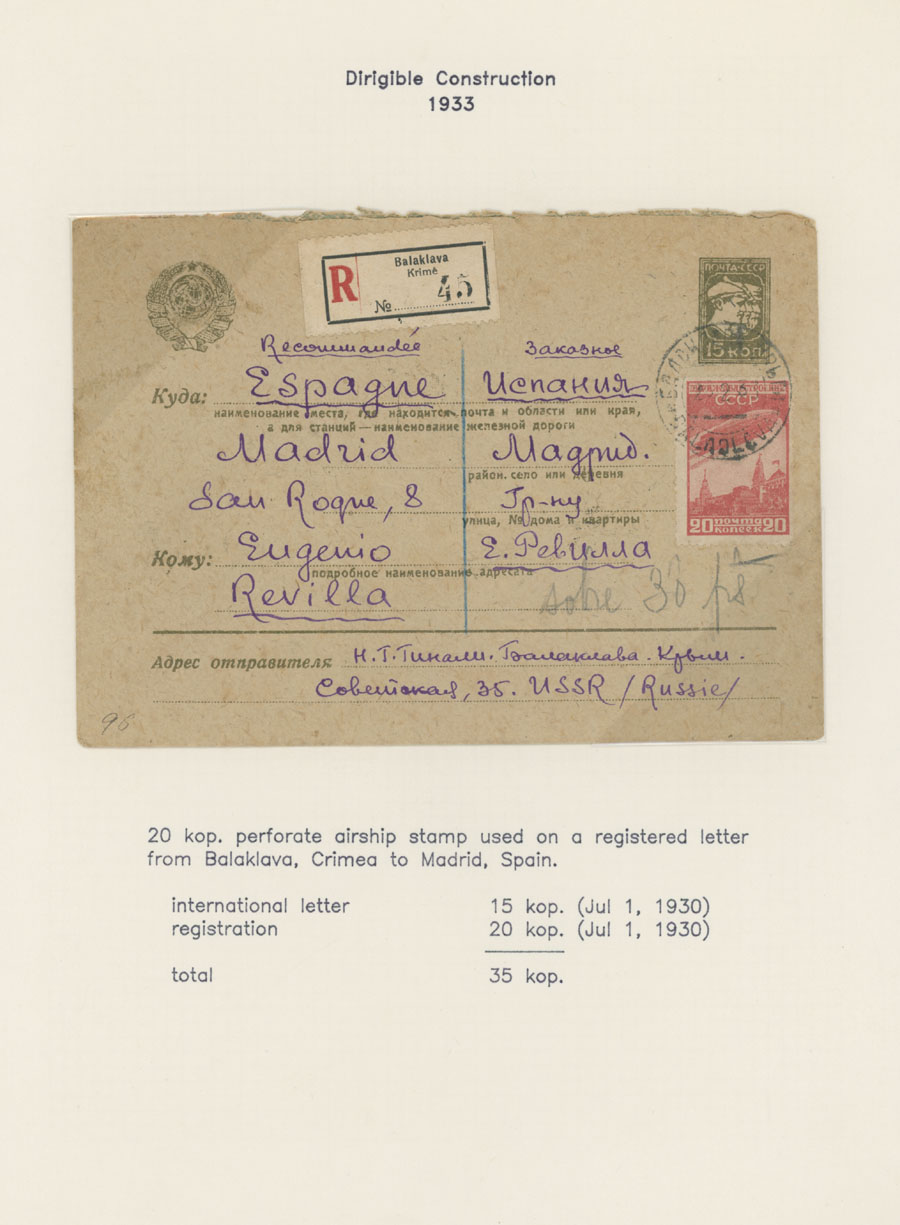 Dirigible Construction
1933
R
Balaklava
Krimé
№ 45
ПОЧТА·СССР
15 коп.
Recommandée Заказное
Куда: Espagne Испания
наименование места, где находится почта и области или края,
а для станций — наименование железной дороги
СССР
Madrid Мадрид.
район, село или деревня
San Roque, 8 Гр-ну
улица, № дома и квартиры
20 почта 20
копеек
Кому: Eugenio Е. Ревилла
подробное наименование адресата
Revilla
sobre 30
Адрес отправителя Н.Т. Балаклава. Крым.
Советская, 35. USSR /Russie/
96
20 kop. perforate airship stamp used on a registered letter
from Balaklava, Crimea to Madrid, Spain.
international letter 15 kop. (Jul 1, 1930)
registration 20 kop. (Jul 1, 1930)
total 35 kop.